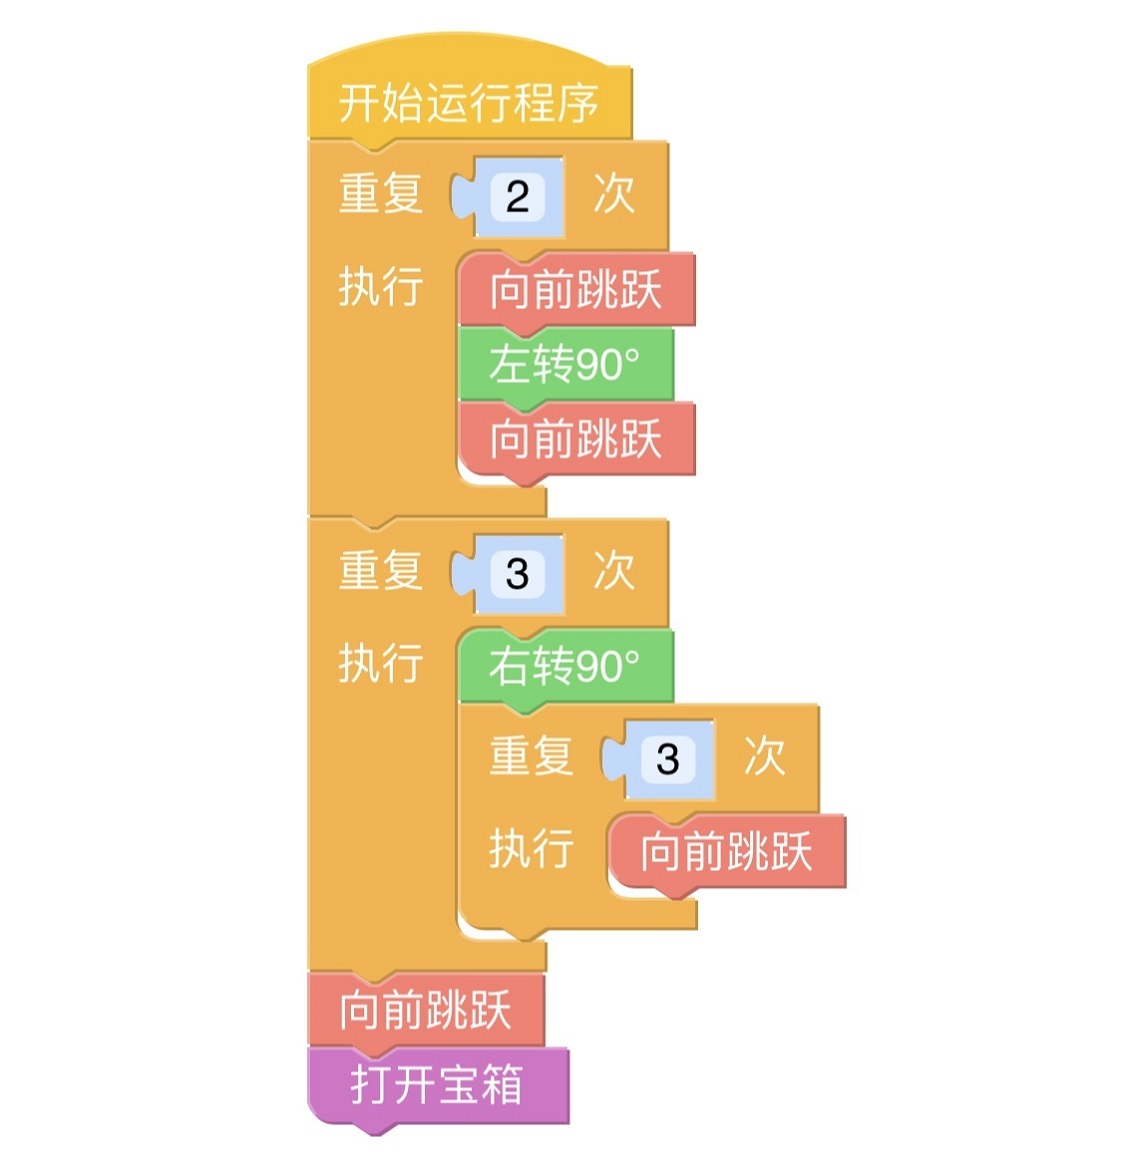 开始运行程序
重复 2 次
执行 向前跳跃
左转90°
向前跳跃
重复 3 次
执行 右转90°
重复 3 次
执行 向前跳跃
向前跳跃
打开宝箱